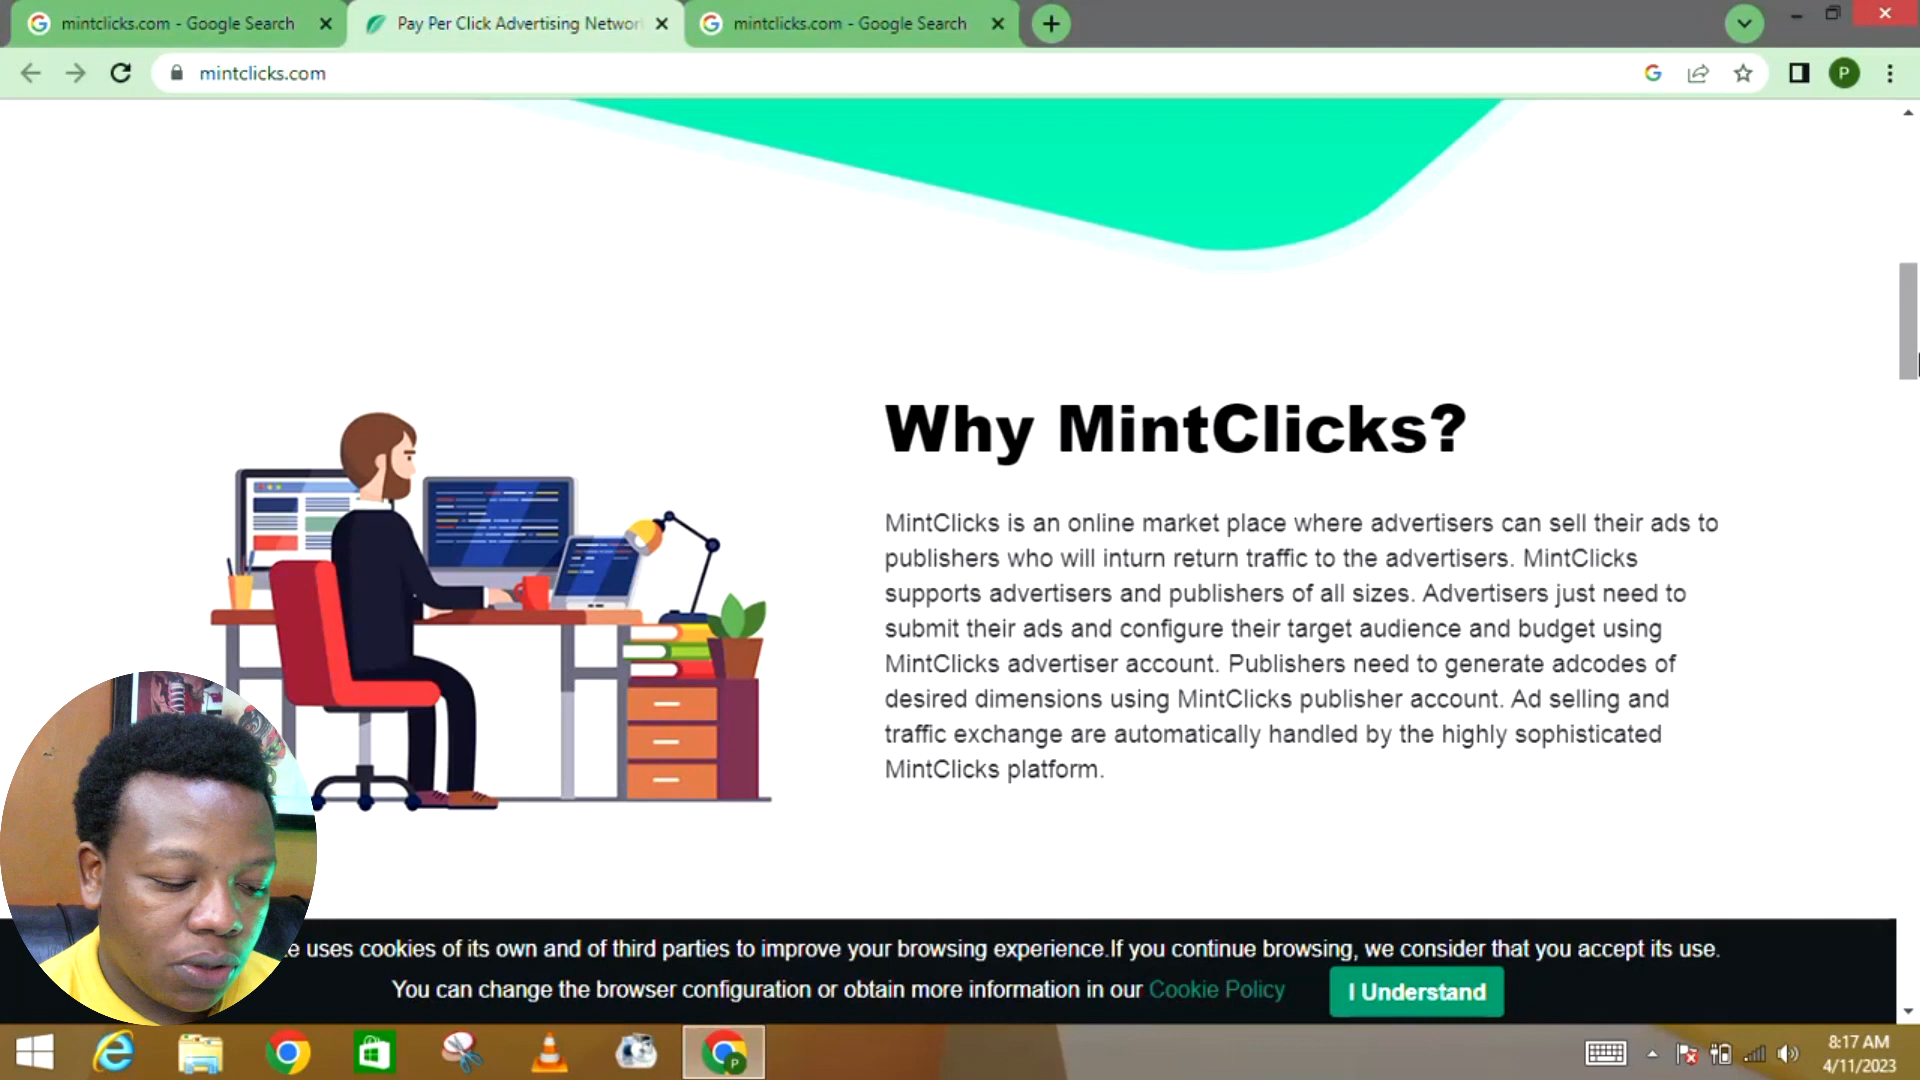 mintclicks.com - Google Search
Pay Per Click Advertising Networ
mintclicks.com - Google Search
mintclicks.com
P
Why MintClicks?
MintClicks is an online market place where advertisers can sell their ads to
publishers who will inturn return traffic to the advertisers. MintClicks
supports advertisers and publishers of all sizes. Advertisers just need to
submit their ads and configure their target audience and budget using
MintClicks advertiser account. Publishers need to generate adcodes of
desired dimensions using MintClicks publisher account. Ad selling and
traffic exchange are automatically handled by the highly sophisticated
MintClicks platform.
uses cookies of its own and of third parties to improve your browsing experience.If you continue browsing, we consider that you accept its use.
You can change the browser configuration or obtain more information in our Cookie Policy
I Understand
P
8:17 AM
4/11/2023